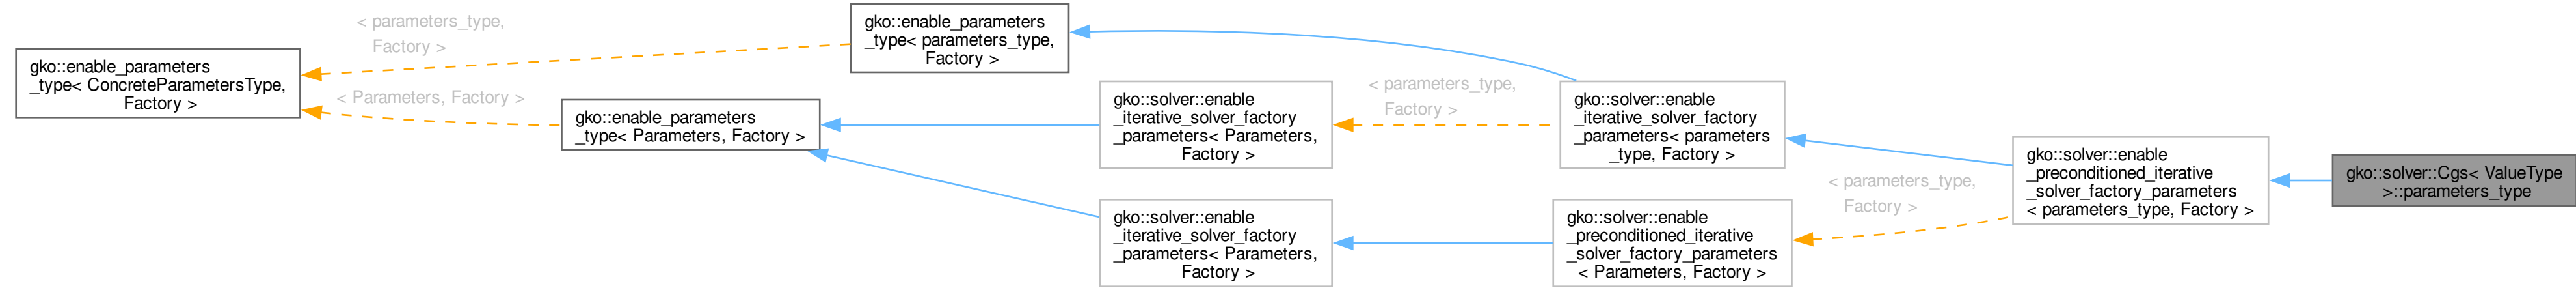 gko::enable_parameters
_type< ConcreteParametersType,
Factory >
< parameters_type,
Factory >
< Parameters, Factory >
gko::enable_parameters
_type< parameters_type,
Factory >
gko::enable_parameters
_type< Parameters, Factory >
gko::solver::enable
_iterative_solver_factory
_parameters< Parameters,
Factory >
gko::solver::enable
_iterative_solver_factory
_parameters< Parameters,
Factory >
< parameters_type,
Factory >
gko::solver::enable
_iterative_solver_factory
_parameters< parameters
_type, Factory >
gko::solver::enable
_preconditioned_iterative
_solver_factory_parameters
< Parameters, Factory >
< parameters_type,
Factory >
gko::solver::enable
_preconditioned_iterative
_solver_factory_parameters
< parameters_type, Factory >
gko::solver::Cgs< ValueType
>::parameters_type